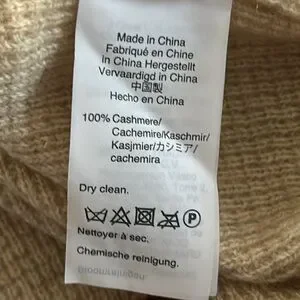 Made in China
Fabriqué en Chine
In China Hergestellt
Vervaardigd in China
中国製
Hecho en China
100% Cashmere/
Cachemire/Kaschmir/
Kasjmier/カシミア/
cachemira
Dry clean.
P
Nettoyer à sec.
Chemische reinigung.